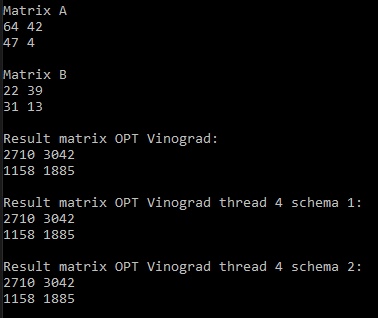 Matrix A
64 42
47 4
Matrix B
22 39
31 13
Result matrix OPT Vinograd:
2710 3042
1158 1885
Result matrix OPT Vinograd thread 4 schema 1:
2710 3042
1158 1885
Result matrix OPT Vinograd thread 4 schema 2:
2710 3042
1158 1885